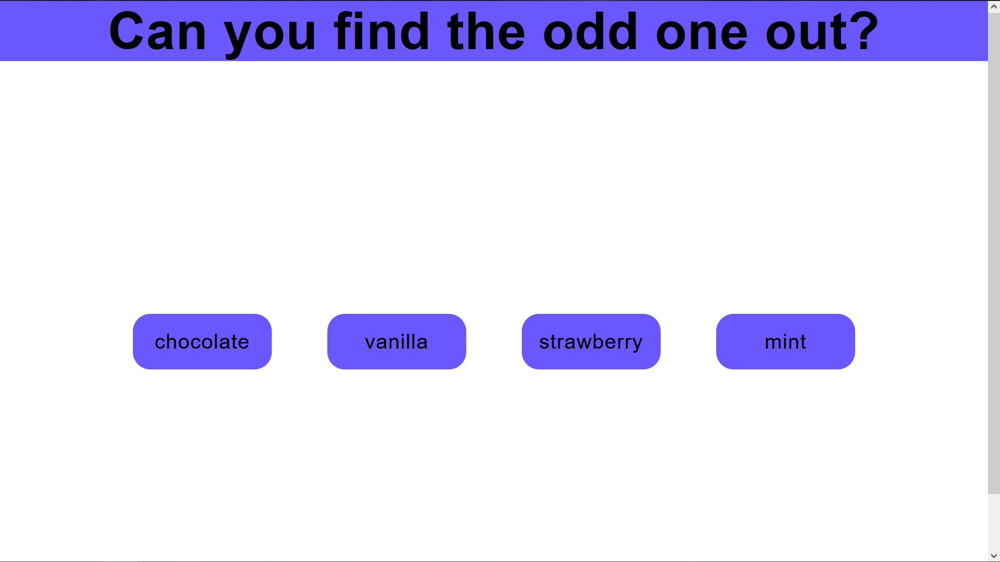 Can you find the odd one out?
chocolate
vanilla
strawberry
mint